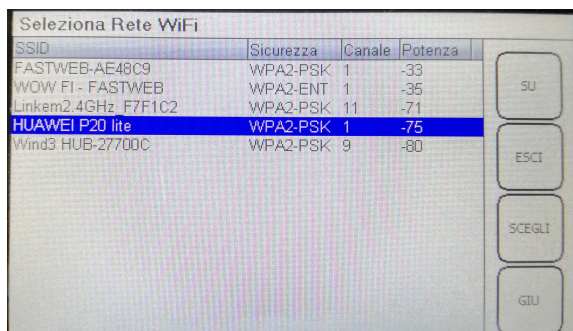 Seleziona Rete WiFi
SSID Sicurezza Canale Potenza
FASTWEB-AE48C9 WPA2-PSK 1 -33
WOW FI - FASTWEB WPA2-ENT 1 -35
Linkem2.4GHz_F7F1C2 WPA2-PSK 11 -71
HUAWEI P20 lite WPA2-PSK 1 -75
Wind3 HUB-27700C WPA2-PSK 9 -80
SU
ESCI
SCEGLI
GIU